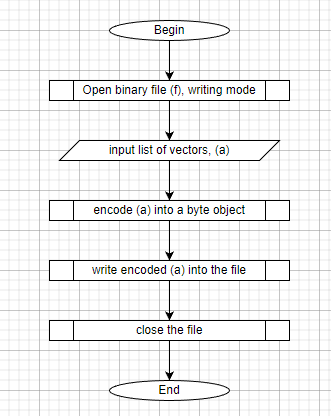 Begin
Open binary file (f), writing mode
input list of vectors, (a)
encode (a) into a byte object
write encoded (a) into the file
close the file
End